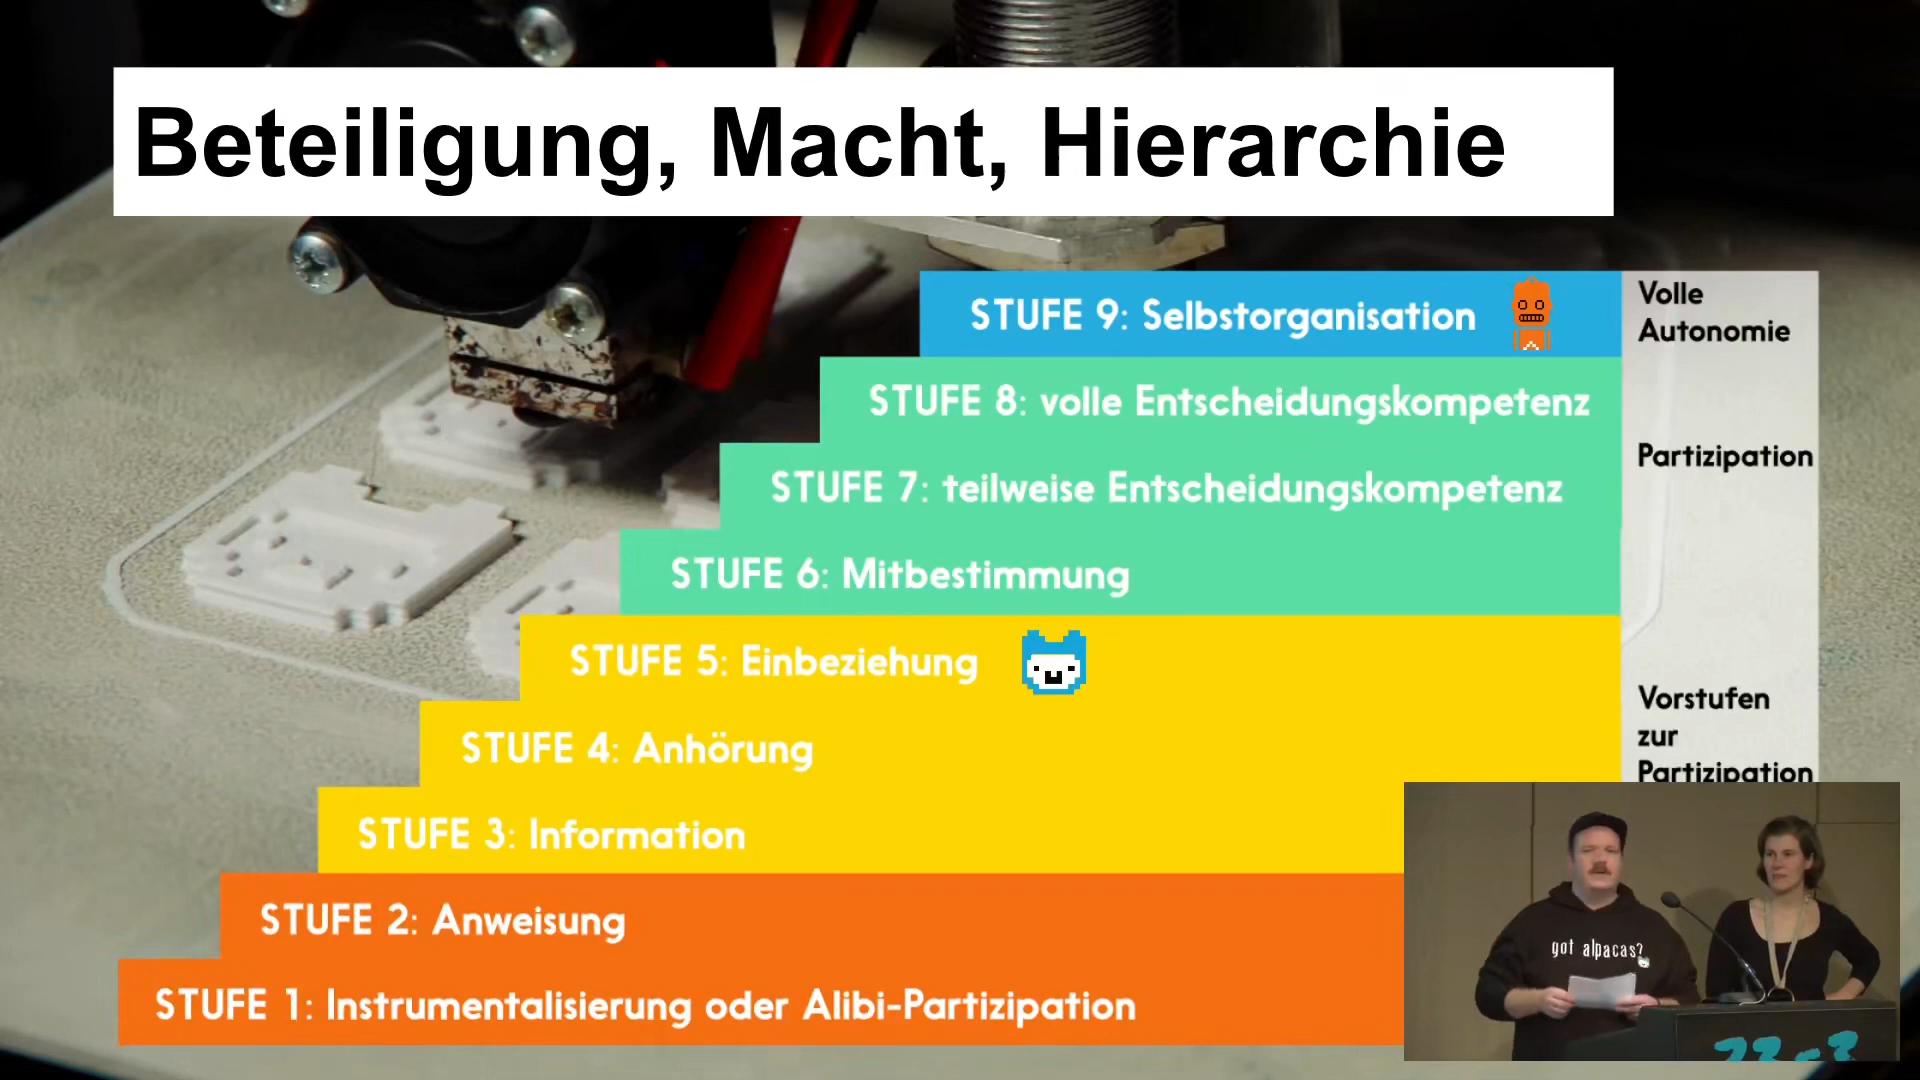 Beteiligung, Macht, Hierarchie
STUFE 9: Selbstorganisation
Volle
Autonomie
STUFE 8: volle Entscheidungskompetenz
Partizipation
STUFE 7: teilweise Entscheidungskompetenz
STUFE 6: Mitbestimmung
STUFE 5: Einbeziehung
Vorstufen
zur
Partizipation
STUFE 4: Anhörung
STUFE 3: Information
STUFE 2: Anweisung
STUFE 1: Instrumentalisierung oder Alibi-Partizipation
got alpacas?